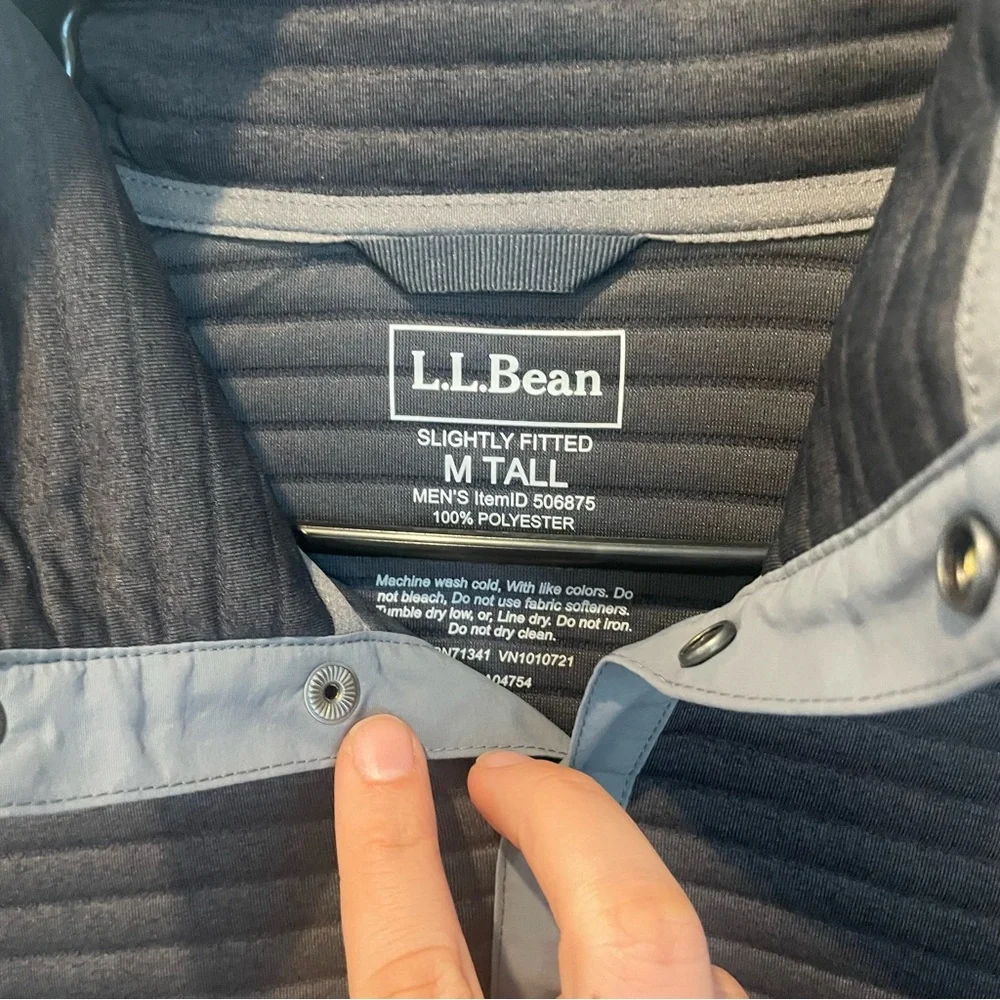 L.L.Bean
SLIGHTLY FITTED
M TALL
MEN'S ItemID 506875
100% POLYESTER
Machine wash cold, With like colors. Do
not bleach, Do not use fabric softeners.
Tumble dry low, or, Line dry. Do not iron.
Do not dry clean.
RN71341 VN1010721